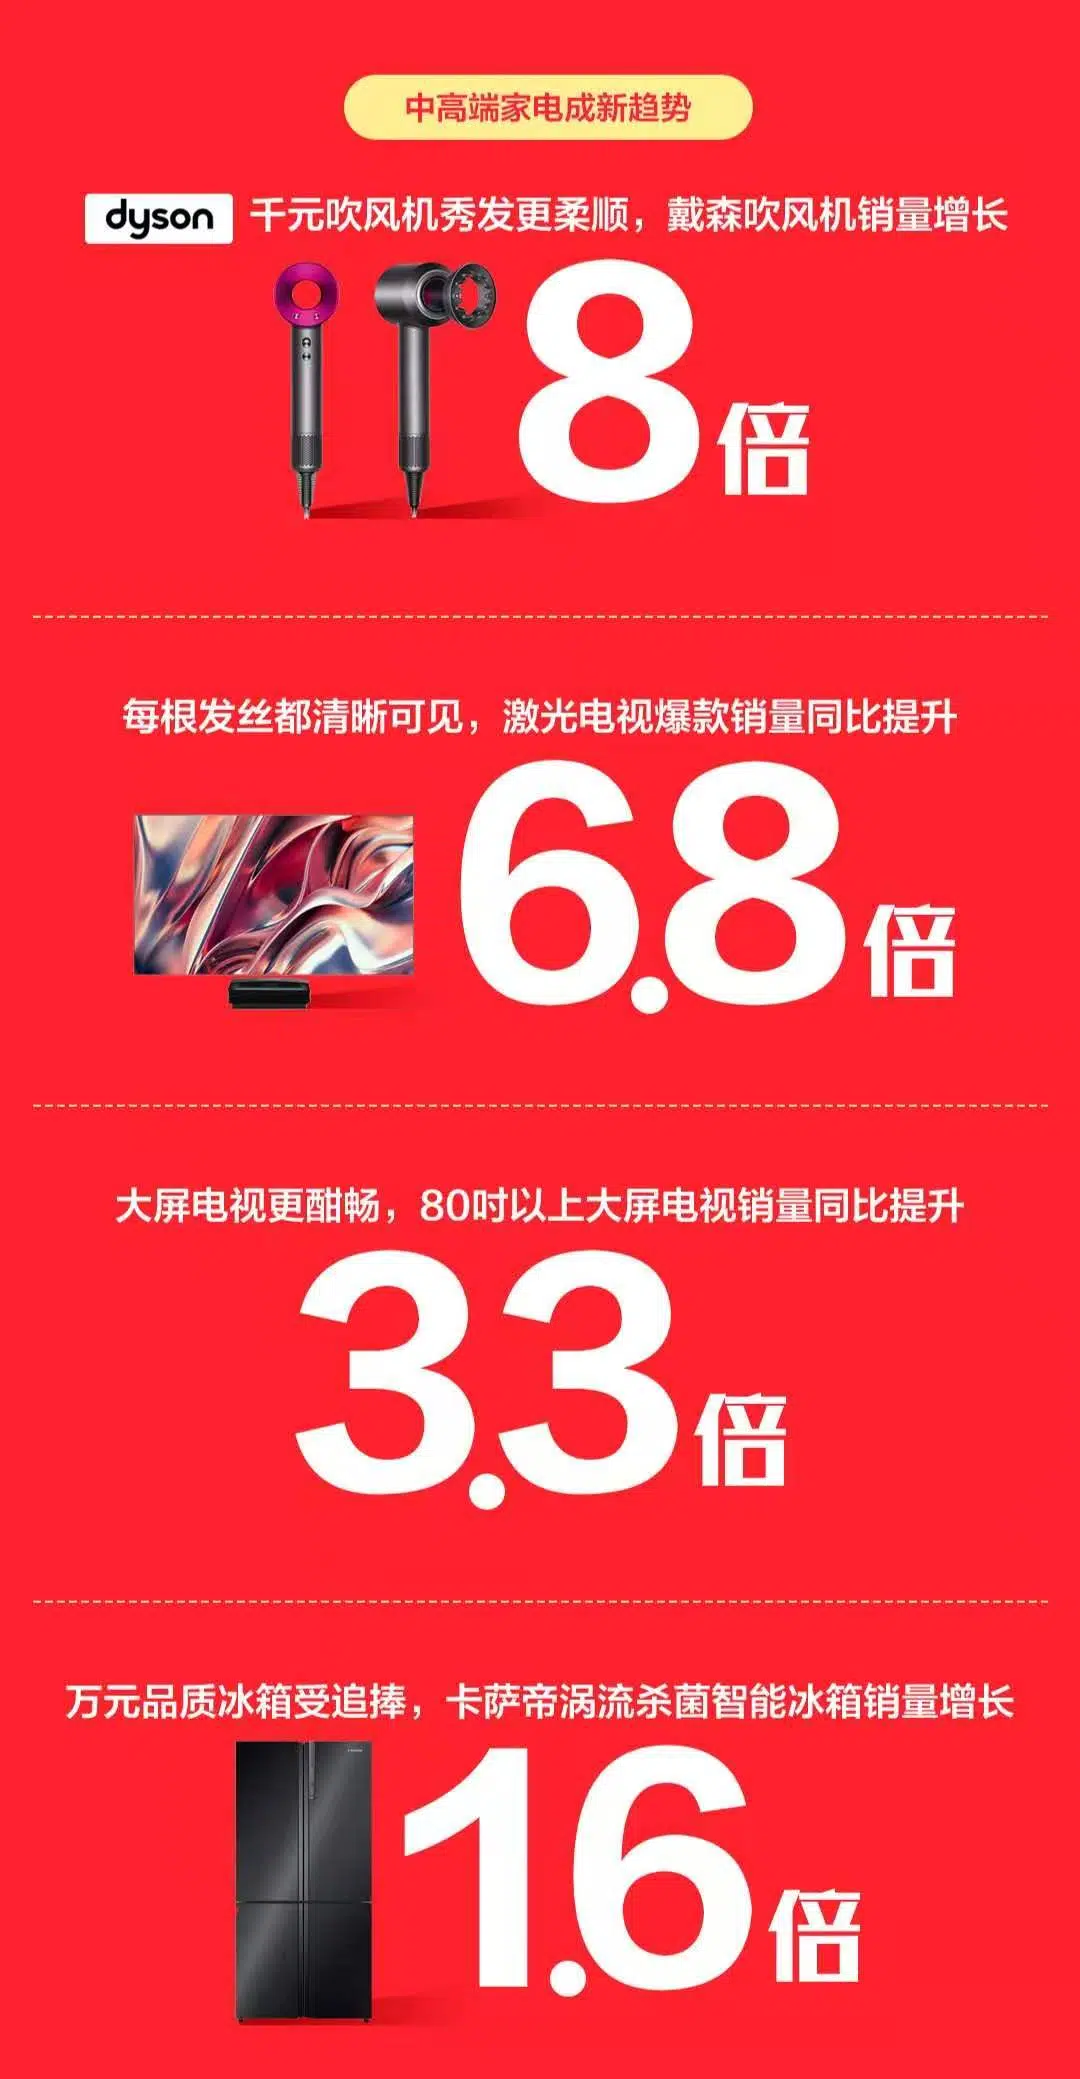 中高端家电成新趋势
dyson 千元吹风机秀发更柔顺，戴森吹风机销量增长
8倍
每根发丝都清晰可见，激光电视爆款销量同比提升
6.8倍
大屏电视更酣畅，80吋以上大屏电视销量同比提升
3.3倍
万元品质冰箱受追捧，卡萨帝涡流杀菌智能冰箱销量增长
1.6倍